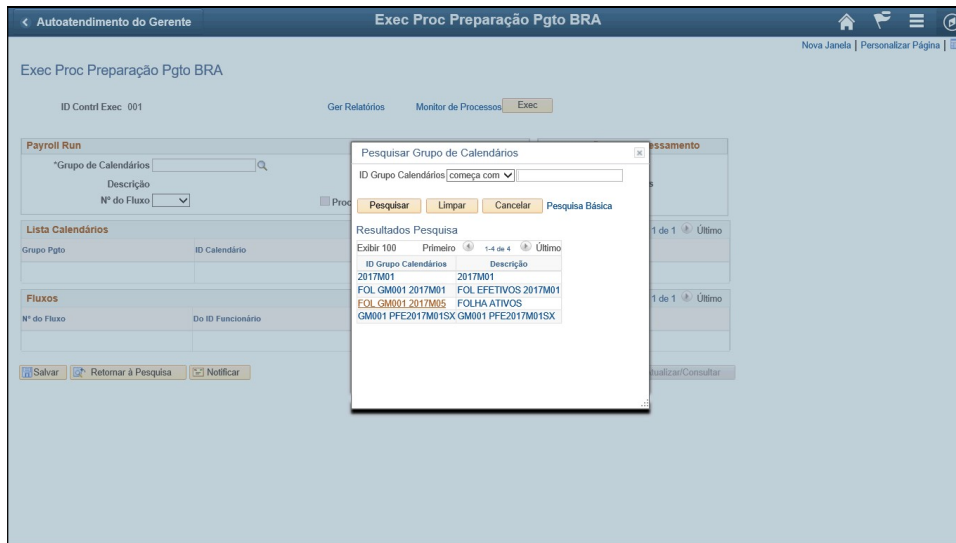 Autoatendimento do Gerente
Exec Proc Preparação Pgto BRA
Nova Janela | Personalizar Página |
Exec Proc Preparação Pgto BRA
ID Contrl Exec 001 Ger Relatórios Monitor de Processos Exec
Payroll Run
*Grupo de Calendários
Descrição
Nº do Fluxo
Lista Calendários 1 de 1 Último
Grupo Pgto ID Calendário
Fluxos 1 de 1 Último
Nº do Fluxo Do ID Funcionário
Salvar Retornar à Pesquisa Notificar
Pesquisar Grupo de Calendários
ID Grupo Calendários começa com
Pesquisar Limpar Cancelar Pesquisa Básica
Resultados Pesquisa
Exibir 100 Primeiro 1-4 de 4 Último
ID Grupo Calendários Descrição
2017M01 2017M01
FOL GM001 2017M01 FOL EFETIVOS 2017M01
FOL GM001 2017M05 FOLHA ATIVOS
GM001 PFE2017M01SX GM001 PFE2017M01SX